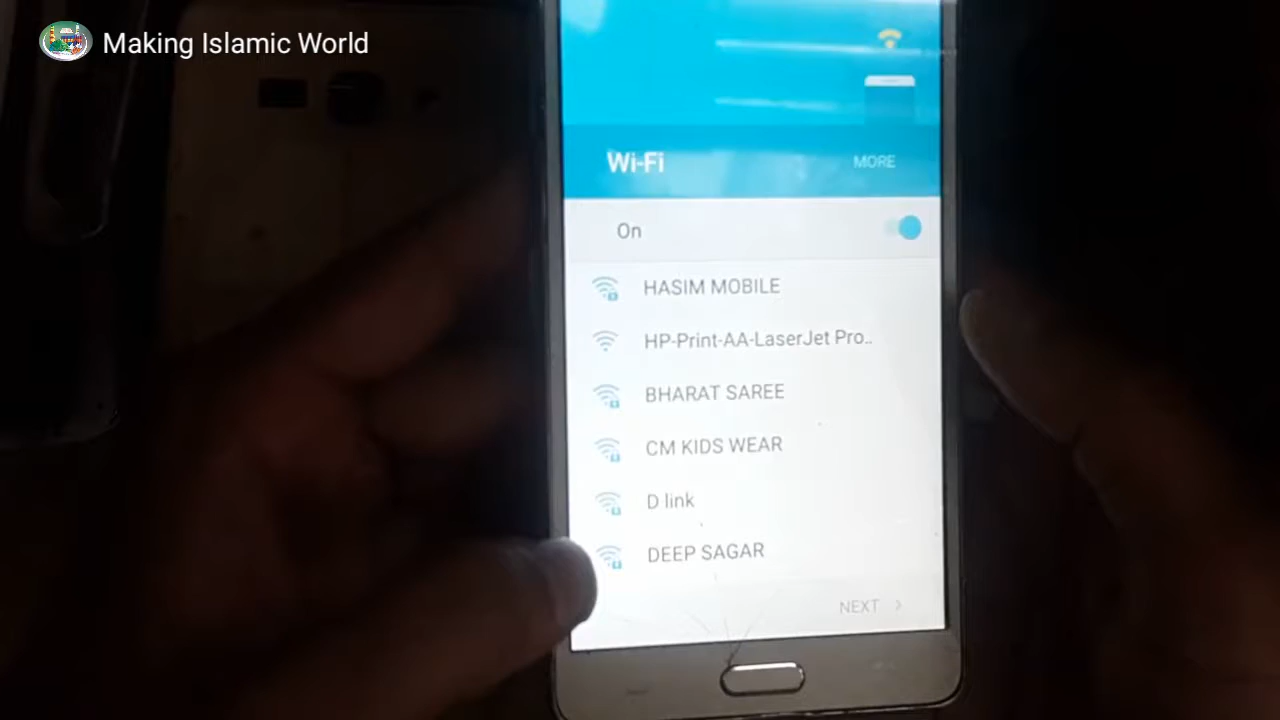 Making Islamic World
Wi-Fi
MORE
On
HASIM MOBILE
HP-Print-AA-LaserJet Pro..
BHARAT SAREE
CM KIDS WEAR
D link
DEEP SAGAR
NEXT